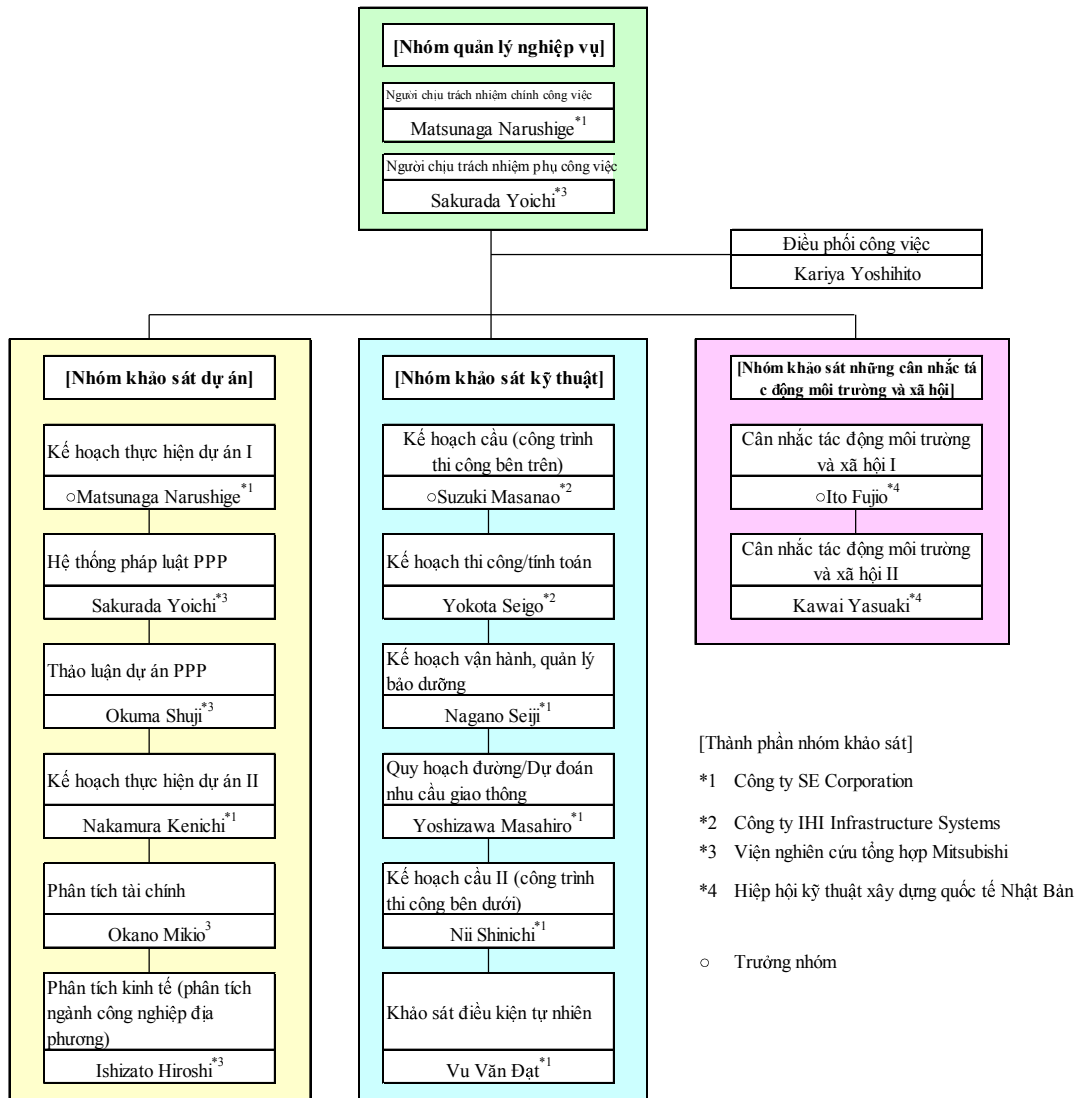 [Nhóm quản lý nghiệp vụ]
Người chịu trách nhiệm chính công việc
Matsunaga Narushige*1
Người chịu trách nhiệm phụ công việc
Sakurada Yoichi*3
Điều phối công việc
Kariya Yoshihito
[Nhóm khảo sát dự án]
Kế hoạch thực hiện dự án I
○Matsunaga Narushige*1
Hệ thống pháp luật PPP
Sakurada Yoichi*3
Thảo luận dự án PPP
Okuma Shuji*3
Kế hoạch thực hiện dự án II
Nakamura Kenichi*1
Phân tích tài chính
Okano Mikio3
Phân tích kinh tế (phân tích
ngành công nghiệp địa
phương)
Ishizato Hiroshi*3
[Nhóm khảo sát kỹ thuật]
Kế hoạch cầu (công trình
thi công bên trên)
○Suzuki Masanao*2
Kế hoạch thi công/tính toán
Yokota Seigo*2
Kế hoạch vận hành, quản lý
bảo dưỡng
Nagano Seiji*1
Quy hoạch đường/Dự đoán
nhu cầu giao thông
Yoshizawa Masahiro*1
Kế hoạch cầu II (công trình
thi công bên dưới)
Nii Shinichi*1
Khảo sát điều kiện tự nhiên
Vu Văn Đạt*1
[Nhóm khảo sát những cân nhắc tá
c động môi trường và xã hội]
Cân nhắc tác động môi trường
và xã hội I
○Ito Fujio*4
Cân nhắc tác động môi trường
và xã hội II
Kawai Yasuaki*4
[Thành phần nhóm khảo sát]
*1 Công ty SE Corporation
*2 Công ty IHI Infrastructure Systems
*3 Viện nghiên cứu tổng hợp Mitsubishi
*4 Hiệp hội kỹ thuật xây dựng quốc tế Nhật Bản
○ Trưởng nhóm